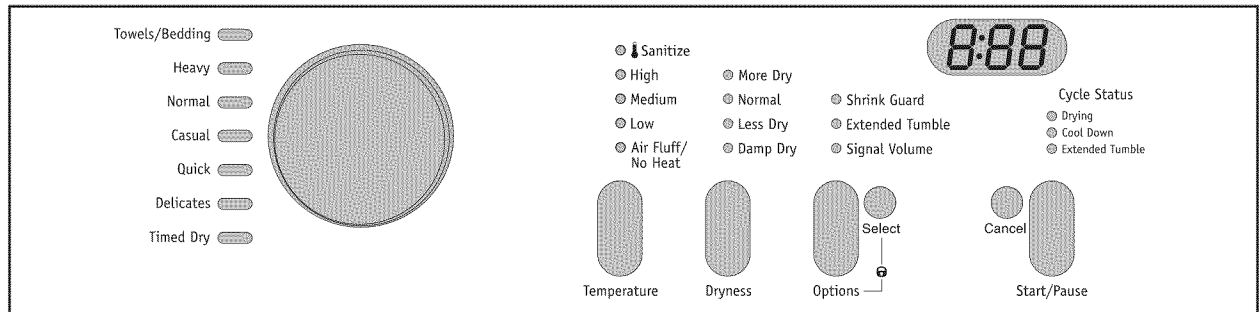 Towels/Bedding
Heavy
Normal
Casual
Quick
Delicates
Timed Dry
Sanitize
High
Medium
Low
Air Fluff/
No Heat
Temperature
More Dry
Normal
Less Dry
Damp Dry
Dryness
Shrink Guard
Extended Tumble
Signal Volume
Select
Options
8:88
Cycle Status
Drying
Cool Down
Extended Tumble
Cancel
Start/Pause